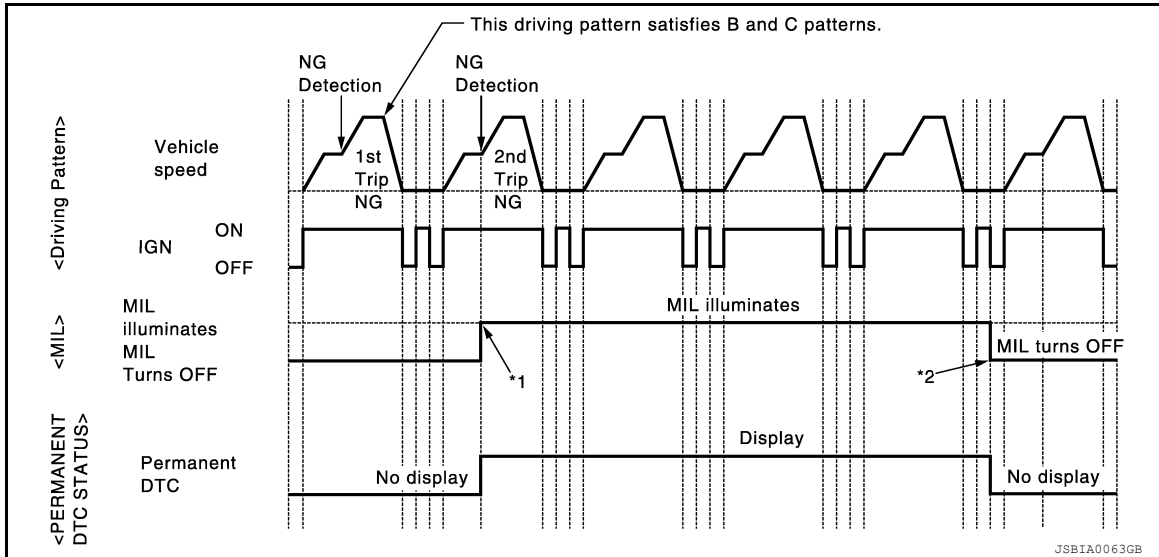 This driving pattern satisfies B and C patterns.
NG
Detection
NG
Detection
<Driving Pattern>
Vehicle
speed
1st
Trip
NG
2nd
Trip
NG
IGN
ON
OFF
<MIL>
MIL
illuminates
MIL
Turns OFF
MIL illuminates
MIL turns OFF
*1
*2
<PERMANENT
DTC STATUS>
Permanent
DTC
No display
Display
No display
JSBIA0063GB